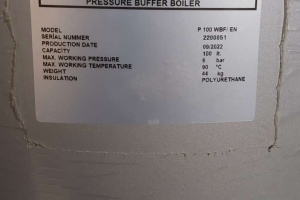 PRESSURE BUFFER BOILER
MODEL P 100 WBF/ EN
SERIAL NUMMER 2200051
PRODUCTION DATE 09/2022
CAPACITY 100 lt.
MAX. WORKING PRESSURE 6 bar
MAX. WORKING TEMPERATURE 90 °C
WEIGHT 44 kg
INSULATION POLYURETHANE